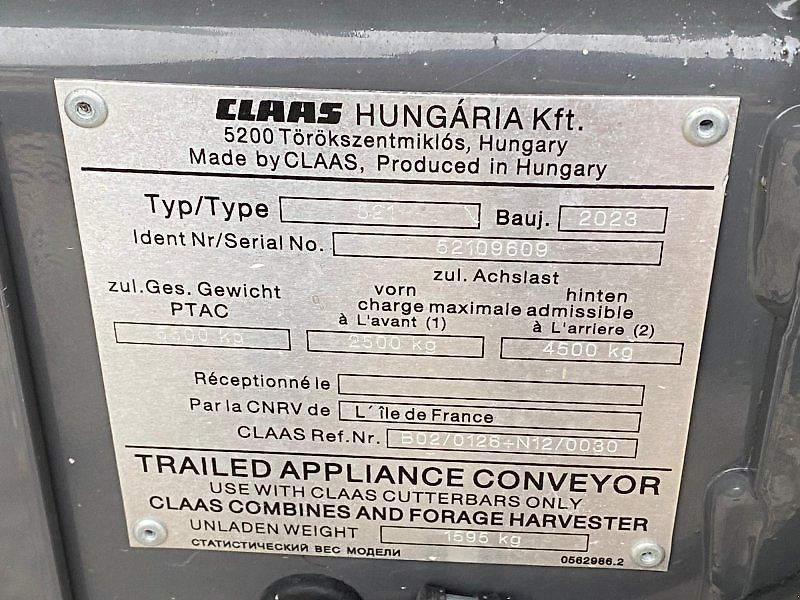 CLAAS HUNGÁRIA Kft.
5200 Törökszentmiklós, Hungary
Made by CLAAS, Produced in Hungary
Typ/Type 521 Bauj. 2023
Ident Nr/Serial No. 52109609
zul. Achslast
zul.Ges. Gewicht vorn hinten
PTAC charge maximale admissible
à L'avant (1) à L'arriere (2)
kg 2500 kg 4500 kg
Réceptionné le
Par la CNRV de L´île de France
CLAAS Ref.Nr. B02/0126÷N12/0030
TRAILED APPLIANCE CONVEYOR
USE WITH CLAAS CUTTERBARS ONLY
CLAAS COMBINES AND FORAGE HARVESTER
UNLADEN WEIGHT 1595 kg
СТАТИСТИЧЕСКИЙ ВЕС МОДЕЛИ 0562986.2